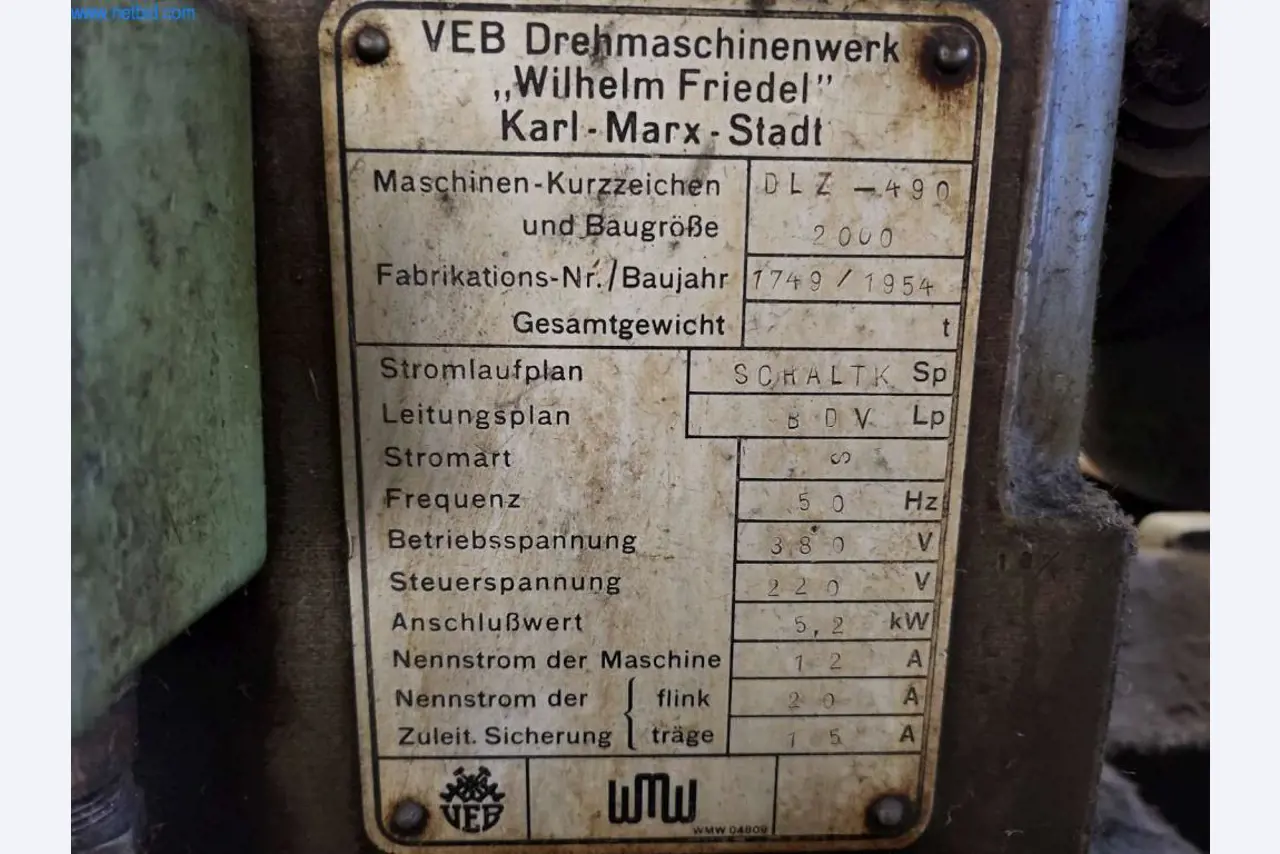 www.netbid.com
VEB Drehmaschinenwerk
„Wilhelm Friedel"
Karl-Marx-Stadt
Maschinen-Kurzzeichen DLZ-490
und Baugröße 2000
Fabrikations-Nr./Baujahr 1749/1954
Gesamtgewicht t
Stromlaufplan SCHALTK Sp
Leitungsplan BDV Lp
Stromart ∽
Frequenz 50 Hz
Betriebsspannung 380 V
Steuerspannung 220 V
Anschlußwert 5,2 kW
Nennstrom der Maschine 12 A
Nennstrom der { flink 20 A
Zuleit. Sicherung { träge 15 A
VEB WMW
WMW 04809